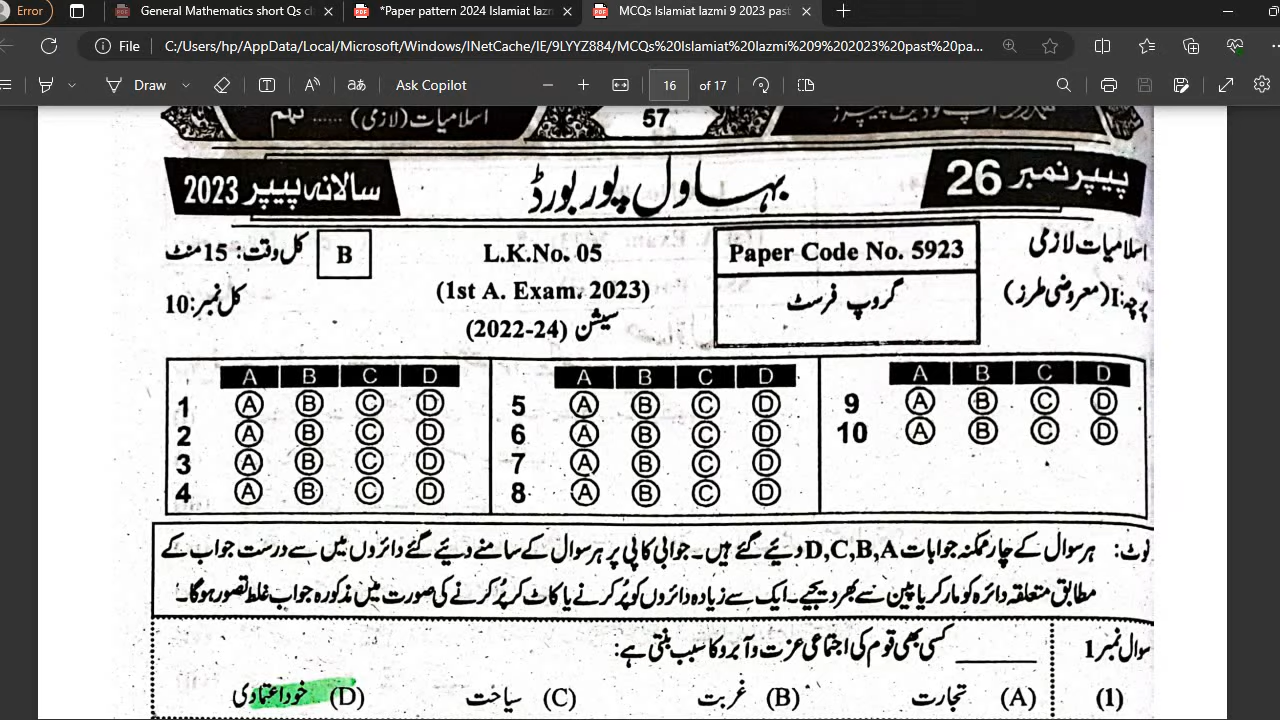 Error
General Mathematics short Qs cl
*Paper pattern 2024 Islamiat lazm
MCQs Islamiat lazmi 9 2023 past
File
C:/Users/hp/AppData/Local/Microsoft/Windows/INetCache/IE/9LYYZ884/MCQs%20Islamiat%20lazmi%209%202023%20past%20pa...
Draw
Ask Copilot
16 of 17
57
اسلامیات (لازمی) ...... نہم
پیپر نمبر 26
بہاول پور بورڈ
سالانہ پیپر 2023
اسلامیات لازمی
Paper Code No. 5923
L.K.No. 05
B
کل وقت: 15 منٹ
پرچہ: I (معروضی طرز)
گروپ فرسٹ
(1st A. Exam. 2023)
سیشن (2022-24)
کل نمبر: 10
A B C D
1 A B C D
2 A B C D
3 A B C D
4 A B C D
A B C D
5 A B C D
6 A B C D
7 A B C D
8 A B C D
A B C D
9 A B C D
10 A B C D
نوٹ: ہر سوال کے چار ممکنہ جوابات D,C,B,A دیئے گئے ہیں۔ جوابی کاپی پر ہر سوال کے سامنے دیئے گئے دائروں میں سے درست جواب کے
مطابق متعلقہ دائرہ کو مارکر یا پین سے بھر دیجیے۔ ایک سے زیادہ دائروں کو پُر کرنے یا کاٹ کر پُر کرنے کی صورت میں مذکورہ جواب غلط تصور ہوگا۔
سوال نمبر 1
______ کسی بھی قوم کی اجتماعی عزت و آبرو کا سبب بنتی ہے:
(1) (A) تجارت (B) غربت (C) سیاحت (D) خود اعتمادی